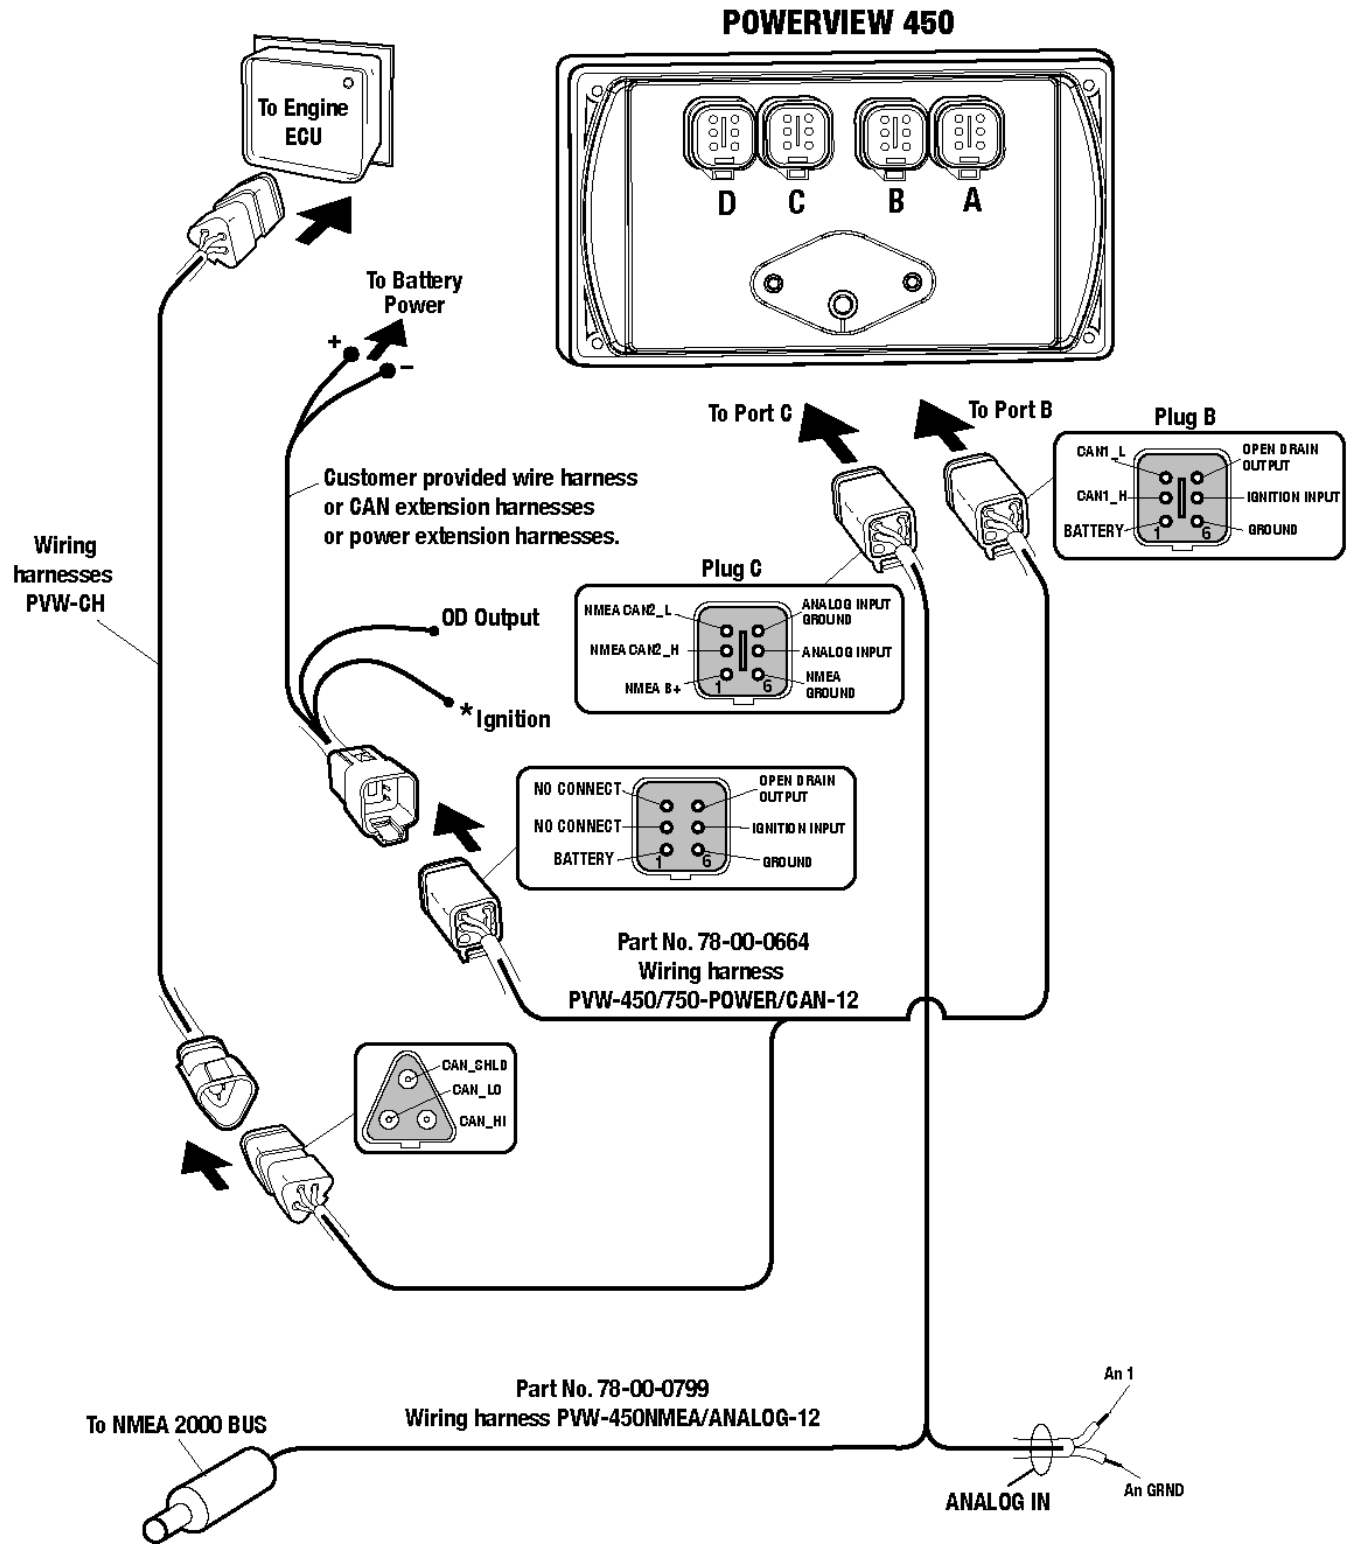 POWERVIEW 450
To Engine
ECU
D
C
B
A
To Battery
Power
+
–
To Port C
To Port B
Plug B
CAN1_L
OPEN DRAIN
OUTPUT
CAN1_H
IGNITION INPUT
BATTERY
1
6
GROUND
Customer provided wire harness
or CAN extension harnesses
or power extension harnesses.
Wiring
harnesses
PVW-CH
Plug C
NMEA CAN2_L
ANALOG INPUT
GROUND
NMEA CAN2_H
ANALOG INPUT
NMEA B+
1
6
NMEA
GROUND
OD Output
*Ignition
NO CONNECT
OPEN DRAIN
OUTPUT
NO CONNECT
IGNITION INPUT
BATTERY
1
6
GROUND
Part No. 78-00-0664
Wiring harness
PVW-450/750-POWER/CAN-12
CAN_SHLD
CAN_LO
CAN_HI
Part No. 78-00-0799
Wiring harness PVW-450NMEA/ANALOG-12
To NMEA 2000 BUS
An 1
ANALOG IN
An GRND